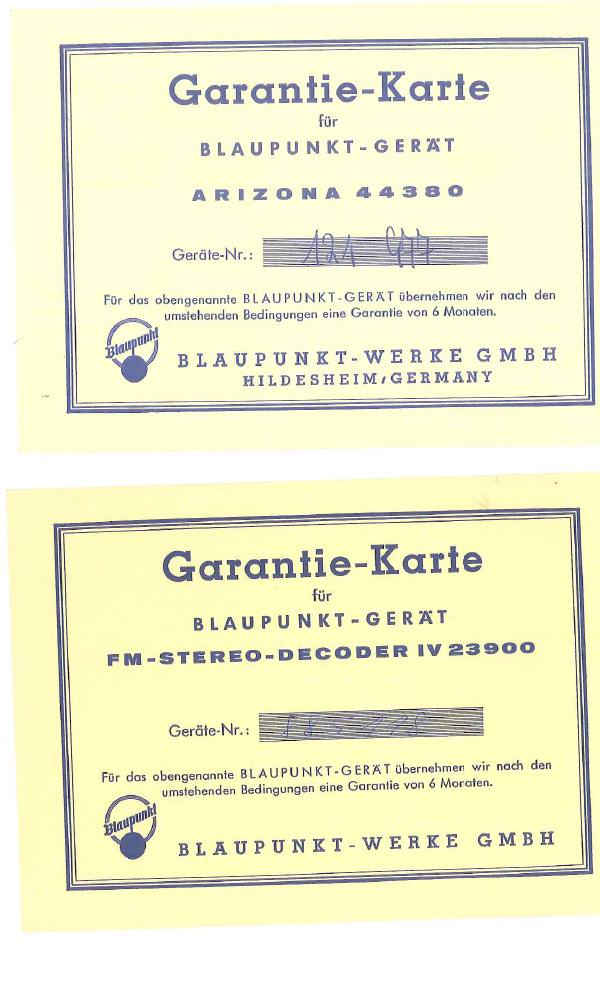 Garantie-Karte
für
BLAUPUNKT-GERÄT
ARIZONA 44380
Geräte-Nr.:
Für das obengenannte BLAUPUNKT-GERÄT übernehmen wir nach den
umstehenden Bedingungen eine Garantie von 6 Monaten.
Blaupunkt
BLAUPUNKT-WERKE GMBH
HILDESHEIM/GERMANY
Garantie-Karte
für
BLAUPUNKT-GERÄT
FM-STEREO-DECODER IV 23900
Geräte-Nr.:
Für das obengenannte BLAUPUNKT-GERÄT übernehmen wir nach den
umstehenden Bedingungen eine Garantie von 6 Monaten.
Blaupunkt
BLAUPUNKT-WERKE GMBH